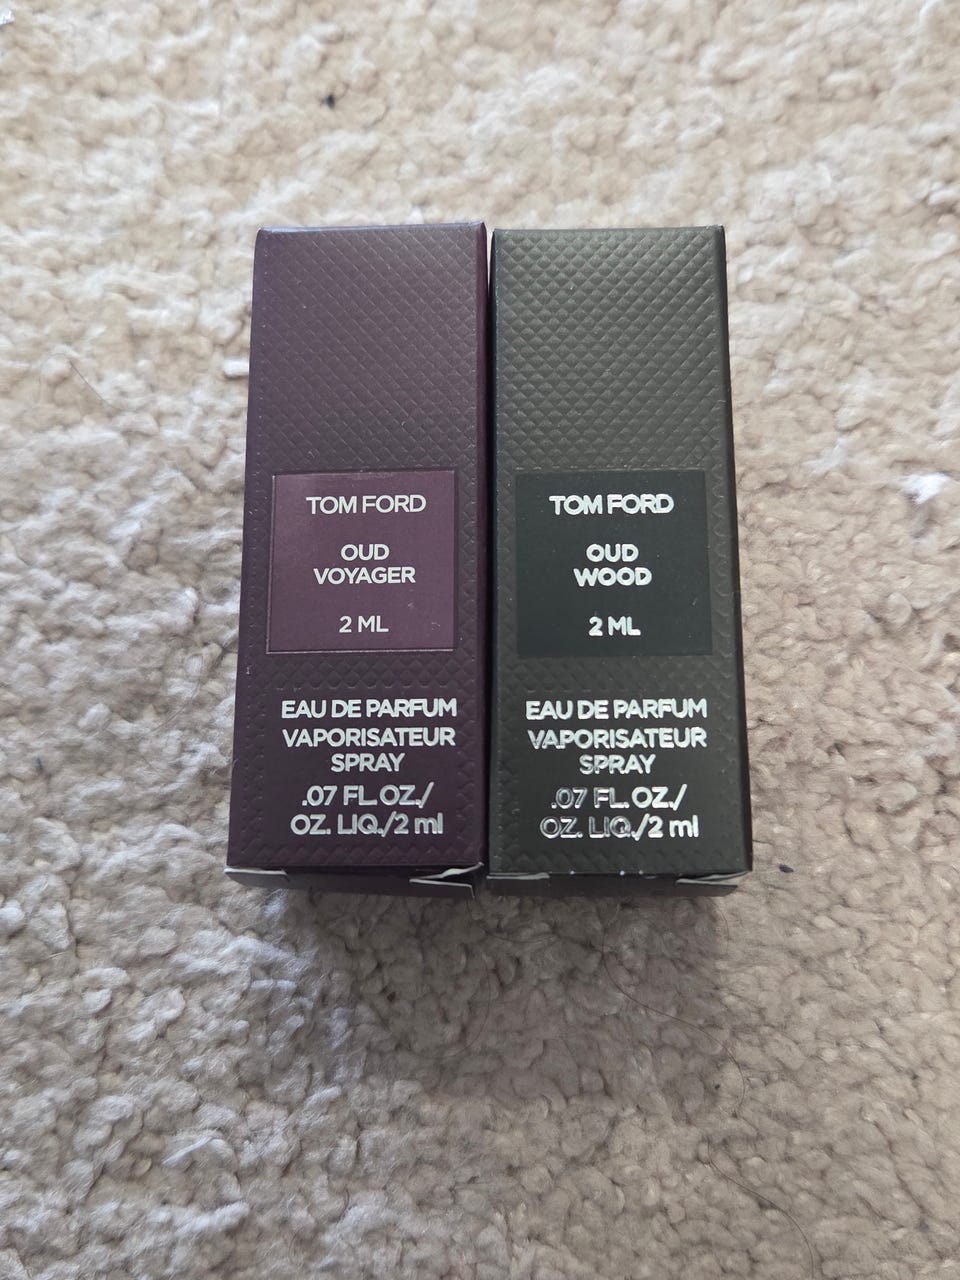 TOM FORD
OUD
VOYAGER
2 ML
EAU DE PARFUM
VAPORISATEUR
SPRAY
.07 FL. OZ./
OZ. LIQ./2 ml
TOM FORD
OUD
WOOD
2 ML
EAU DE PARFUM
VAPORISATEUR
SPRAY
.07 FL. OZ./
OZ. LIQ./2 ml